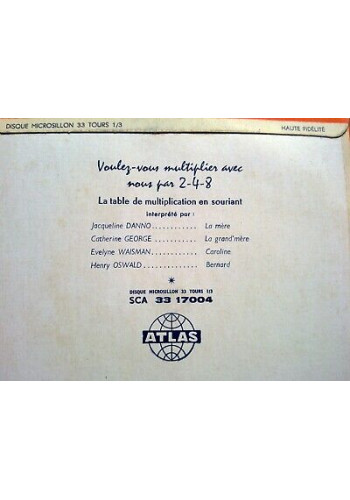 DISQUE MICROSILLON 33 TOURS 1/3 HAUTE FIDÉLITÉ
Voulez-vous multiplier avec
nous par 2-4-8
La table de multiplication en souriant
interprété par :
Jacqueline DANNO ............ La mère
Catherine GEORGE ............ La grand'mère
Evelyne WAISMAN ............ Caroline
Henry OSWALD ............ Bernard
DISQUE MICROSILLON 33 TOURS 1/3
SCA 33 17004
ATLAS